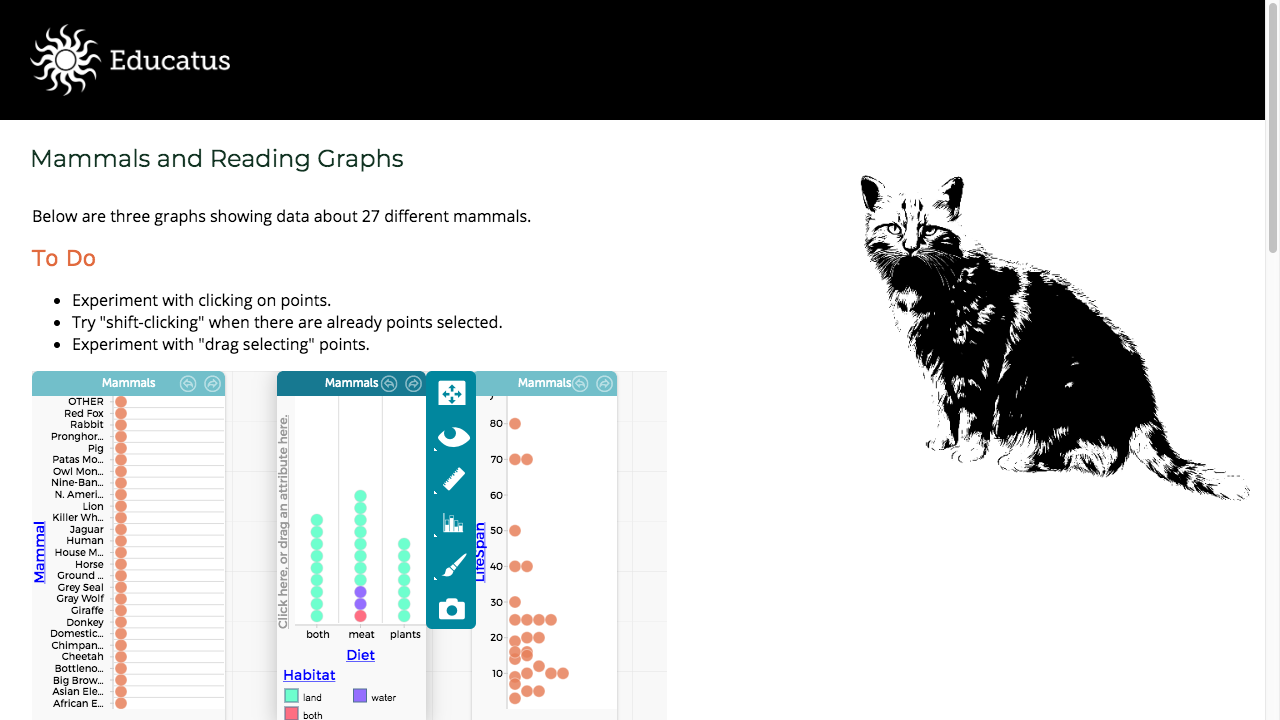 Educatus
Mammals and Reading Graphs
Below are three graphs showing data about 27 different mammals.
To Do
Experiment with clicking on points.
Try "shift-clicking" when there are already points selected.
Experiment with "drag selecting" points.
Mammals
OTHER
Red Fox
Rabbit
Pronghor...
Pig
Patas Mo...
Owl Mon...
Nine-Ban...
N. Ameri...
Lion
Killer Wh...
Jaguar
Human
House M...
Horse
Ground ...
Grey Seal
Gray Wolf
Giraffe
Donkey
Domestic...
Chimpan...
Cheetah
Bottleno...
Big Brow...
Asian Ele...
African E...
Mammal
Mammals
Click here, or drag an attribute here.
both meat plants
Diet
Habitat
land water
both
Mammals
80
70
60
50
40
30
20
10
LifeSpan